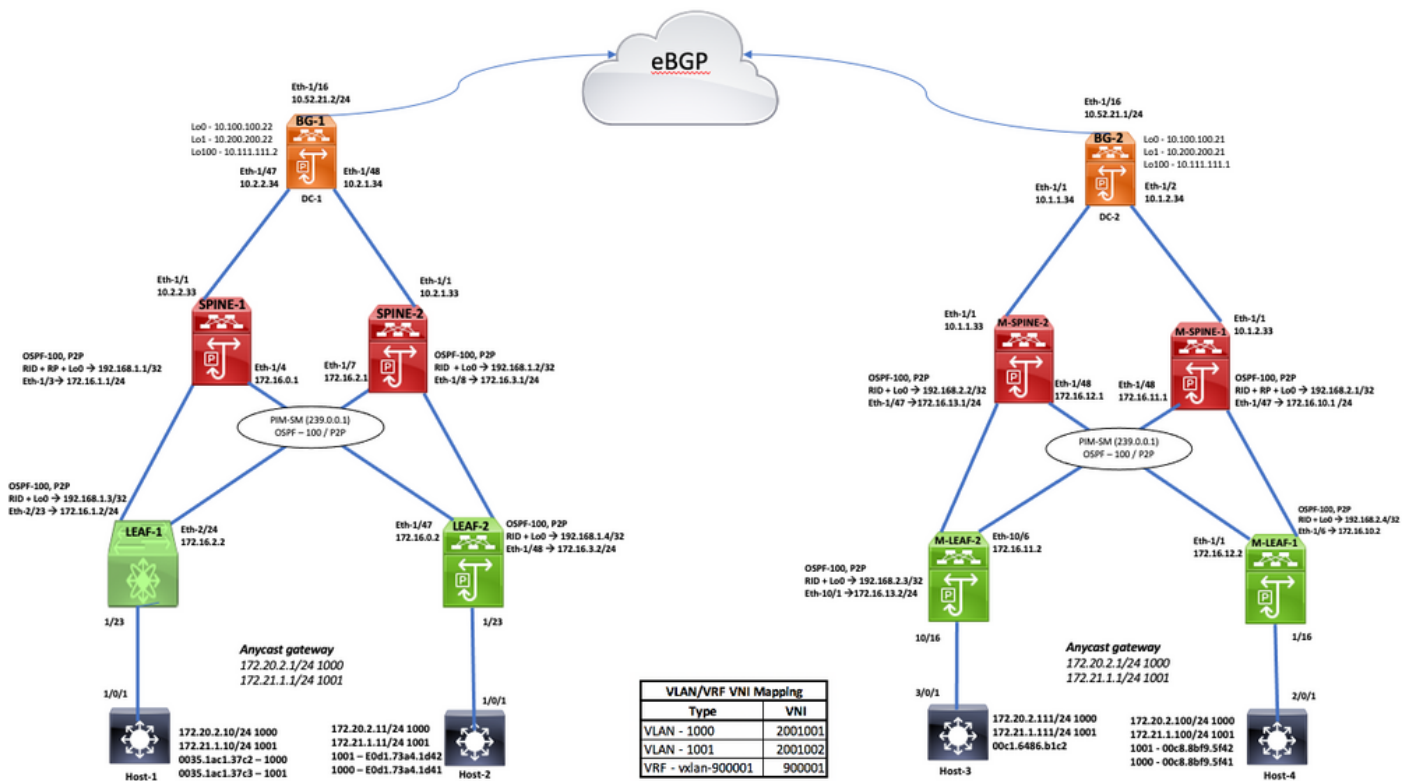 eBGP
Eth-1/16
10.52.21.2/24
BG-1
Lo0 - 10.100.100.22
Lo1 - 10.200.200.22
Lo100 - 10.111.111.2
Eth-1/47
10.2.2.34
Eth-1/48
10.2.1.34
DC-1
Eth-1/16
10.52.21.1/24
BG-2
Lo0 - 10.100.100.21
Lo1 - 10.200.200.21
Lo100 - 10.111.111.1
Eth-1/1
10.1.1.34
Eth-1/2
10.1.2.34
DC-2
Eth-1/1
10.2.2.33
SPINE-1
Eth-1/1
10.2.1.33
SPINE-2
OSPF-100, P2P
RID + RP + Lo0 → 192.168.1.1/32
Eth-1/3→ 172.16.1.1/24
Eth-1/4
172.16.0.1
Eth-1/7
172.16.2.1
OSPF-100, P2P
RID + Lo0 → 192.168.1.2/32
Eth-1/8 → 172.16.3.1/24
PIM-SM (239.0.0.1)
OSPF – 100 / P2P
Eth-1/1
10.1.1.33
M-SPINE-2
Eth-1/1
10.1.2.33
M-SPINE-1
OSPF-100, P2P
RID + Lo0 → 192.168.2.2/32
Eth-1/47 →172.16.13.1/24
Eth-1/48
172.16.12.1
Eth-1/48
172.16.11.1
OSPF-100, P2P
RID + RP + Lo0 → 192.168.2.1/32
Eth-1/47 → 172.16.10.1 /24
PIM-SM (239.0.0.1)
OSPF – 100 / P2P
OSPF-100, P2P
RID + Lo0 → 192.168.1.3/32
Eth-2/23 → 172.16.1.2/24
LEAF-1
Eth-2/24
172.16.2.2
Eth-1/47
172.16.0.2
LEAF-2
OSPF-100, P2P
RID + Lo0 → 192.168.1.4/32
Eth-1/48 → 172.16.3.2/24
OSPF-100, P2P
RID + Lo0 → 192.168.2.3/32
Eth-10/1 →172.16.13.2/24
M-LEAF-2
Eth-10/6
172.16.11.2
Eth-1/1
172.16.12.2
M-LEAF-1
OSPF-100, P2P
RID + Lo0 → 192.168.2.4/32
Eth-1/6 → 172.16.10.2
1/23
1/23
Anycast gateway
172.20.2.1/24 1000
172.21.1.1/24 1001
10/16
1/16
Anycast gateway
172.20.2.1/24 1000
172.21.1.1/24 1001
1/0/1
172.20.2.10/24 1000
172.21.1.10/24 1001
0035.1ac1.37c2 – 1000
0035.1ac1.37c3 – 1001
Host-1
1/0/1
172.20.2.11/24 1000
172.21.1.11/24 1001
1001 – E0d1.73a4.1d42
1000 – E0d1.73a4.1d41
Host-2
VLAN/VRF VNI Mapping
Type VNI
VLAN - 1000 2001001
VLAN - 1001 2001002
VRF - vxlan-900001 900001
3/0/1
172.20.2.111/24 1000
172.21.1.111/24 1001
00c1.6486.b1c2
Host-3
2/0/1
172.20.2.100/24 1000
172.21.1.100/24 1001
1001 - 00c8.8bf9.5f42
1000 - 00c8.8bf9.5f41
Host-4